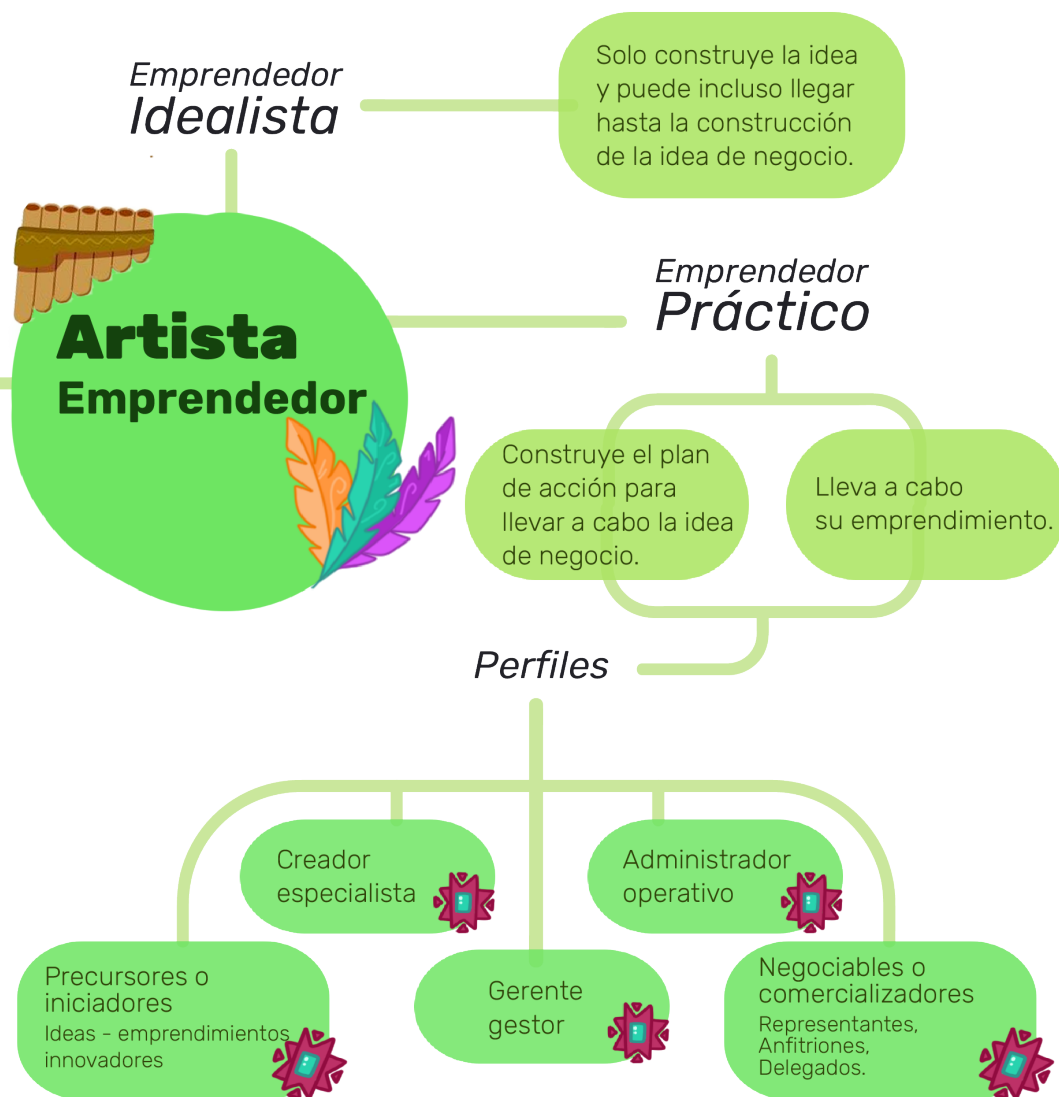 Emprendedor
Idealista
Solo construye la idea
y puede incluso llegar
hasta la construcción
de la idea de negocio.
Artista
Emprendedor
Emprendedor
Práctico
Construye el plan
de acción para
llevar a cabo la idea
de negocio.
Lleva a cabo
su emprendimiento.
Perfiles
Creador
especialista
Administrador
operativo
Precursores o
iniciadores
Ideas - emprendimientos
innovadores
Gerente
gestor
Negociables o
comercializadores
Representantes,
Anfitriones,
Delegados.